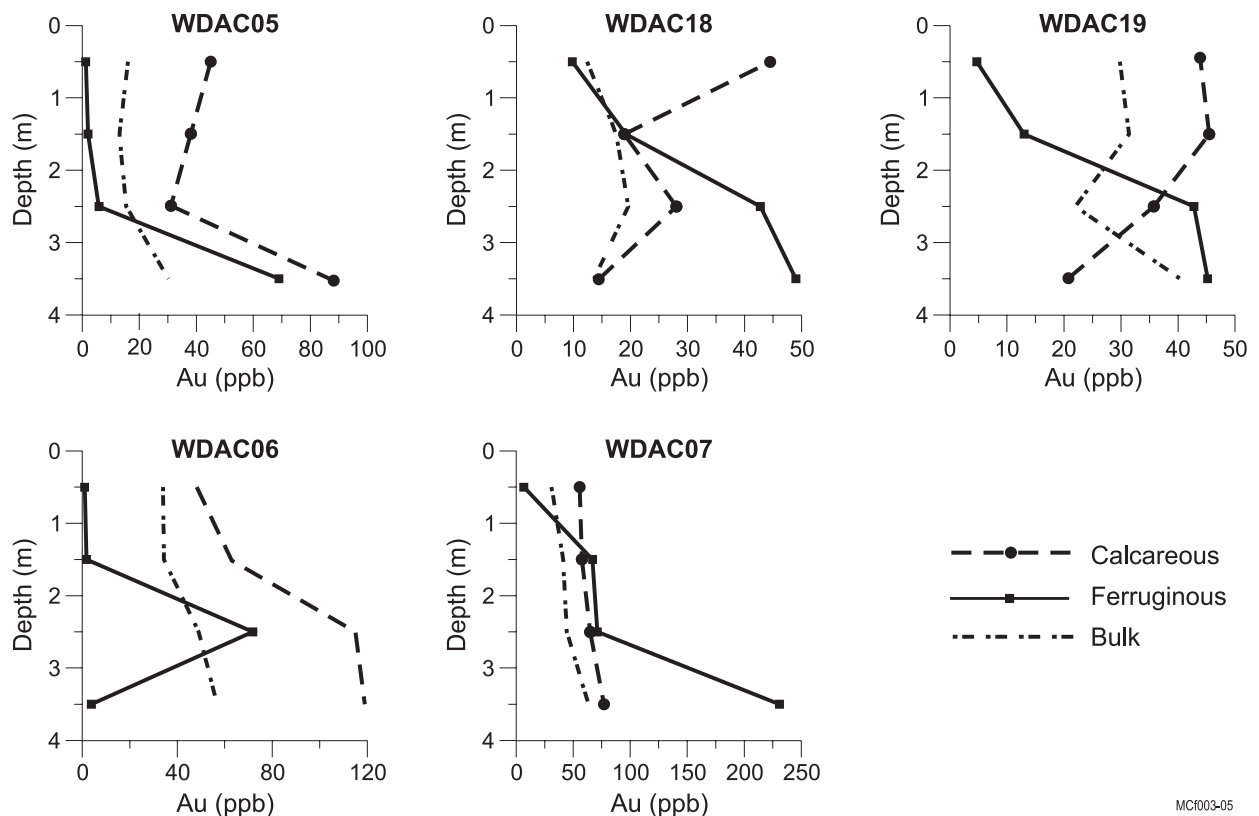 WDAC05
0
1
2
3
4
Depth (m)
0 20 40 60 80 100
Au (ppb)
WDAC18
0
1
2
3
4
Depth (m)
0 10 20 30 40 50
Au (ppb)
WDAC19
0
1
2
3
4
Depth (m)
0 10 20 30 40 50
Au (ppb)
WDAC06
0
1
2
3
4
Depth (m)
0 40 80 120
Au (ppb)
WDAC07
0
1
2
3
4
Depth (m)
0 50 100 150 200 250
Au (ppb)
Calcareous
Ferruginous
Bulk
MCf003-05